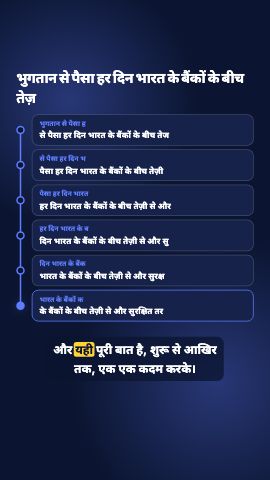 भुगतान से पैसा हर दिन भारत के बैंकों के बीच
तेज़
भुगतान से पैसा ह
से पैसा हर दिन भारत के बैंकों के बीच तेज
से पैसा हर दिन भ
पैसा हर दिन भारत के बैंकों के बीच तेज़ी
पैसा हर दिन भारत
हर दिन भारत के बैंकों के बीच तेज़ी से और
हर दिन भारत के ब
दिन भारत के बैंकों के बीच तेज़ी से और सु
दिन भारत के बैंक
भारत के बैंकों के बीच तेज़ी से और सुरक्ष
भारत के बैंकों क
के बैंकों के बीच तेज़ी से और सुरक्षित तर
और यही पूरी बात है, शुरू से आखिर
तक, एक एक कदम करके।